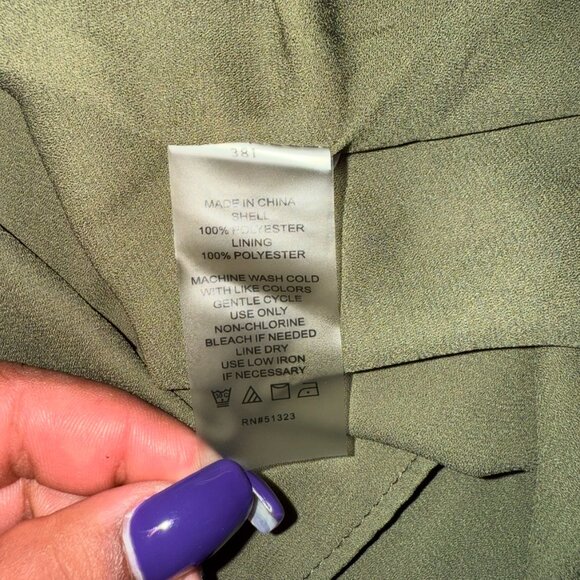 381
MADE IN CHINA
SHELL
100% POLYESTER
LINING
100% POLYESTER
MACHINE WASH COLD
WITH LIKE COLORS
GENTLE CYCLE
USE ONLY
NON-CHLORINE
BLEACH IF NEEDED
LINE DRY
USE LOW IRON
IF NECESSARY
RN#51323